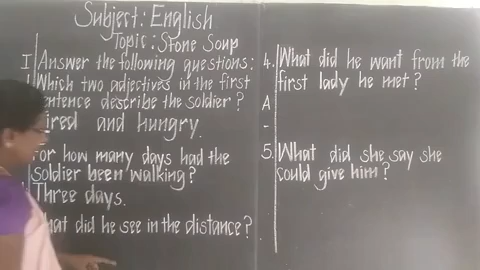 Subject: English
Topic: Stone Soup
I Answer the following questions:
Which two adjectives in the first
sentence describe the soldier?
Tired and hungry.
For how many days had the
soldier been walking?
Three days.
What did he see in the distance?
4. What did he want from the
first lady he met?
A
-
5. What did she say she
could give him?